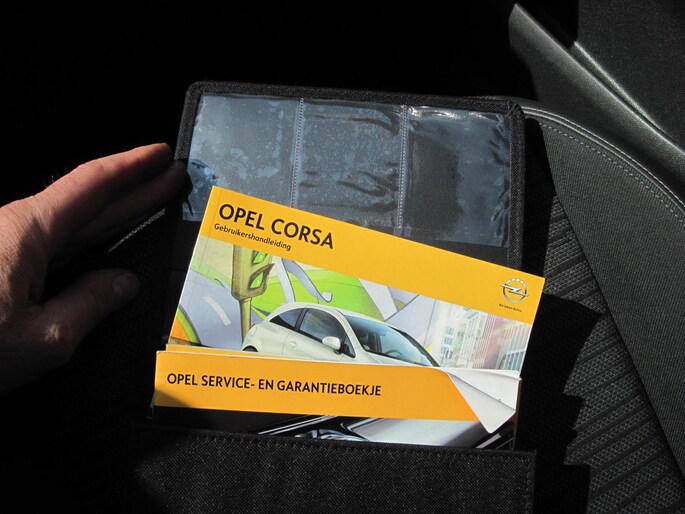 OPEL CORSA
Gebruikershandleiding
OPEL SERVICE- EN GARANTIEBOEKJE